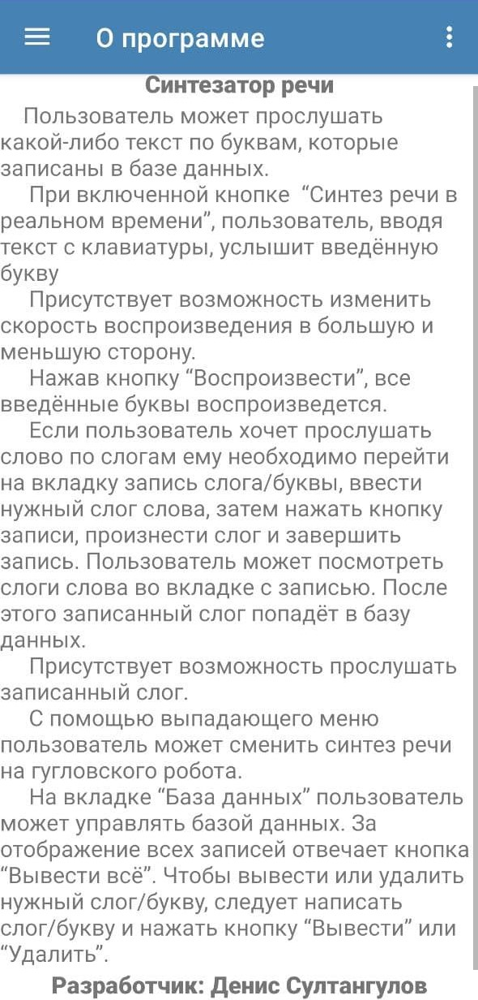 О программе
Синтезатор речи
Пользователь может прослушать
какой-либо текст по буквам, которые
записаны в базе данных.
При включенной кнопке “Синтез речи в
реальном времени”, пользователь, вводя
текст с клавиатуры, услышит введённую
букву
Присутствует возможность изменить
скорость воспроизведения в большую и
меньшую сторону.
Нажав кнопку “Воспроизвести”, все
введённые буквы воспроизведется.
Если пользователь хочет прослушать
слово по слогам ему необходимо перейти
на вкладку запись слога/буквы, ввести
нужный слог слова, затем нажать кнопку
записи, произнести слог и завершить
запись. Пользователь может посмотреть
слоги слова во вкладке с записью. После
этого записанный слог попадёт в базу
данных.
Присутствует возможность прослушать
записанный слог.
С помощью выпадающего меню
пользователь может сменить синтез речи
на гугловского робота.
На вкладке “База данных” пользователь
может управлять базой данных. За
отображение всех записей отвечает кнопка
“Вывести всё”. Чтобы вывести или удалить
нужный слог/букву, следует написать
слог/букву и нажать кнопку “Вывести” или
“Удалить”.
Разработчик: Денис Султангулов